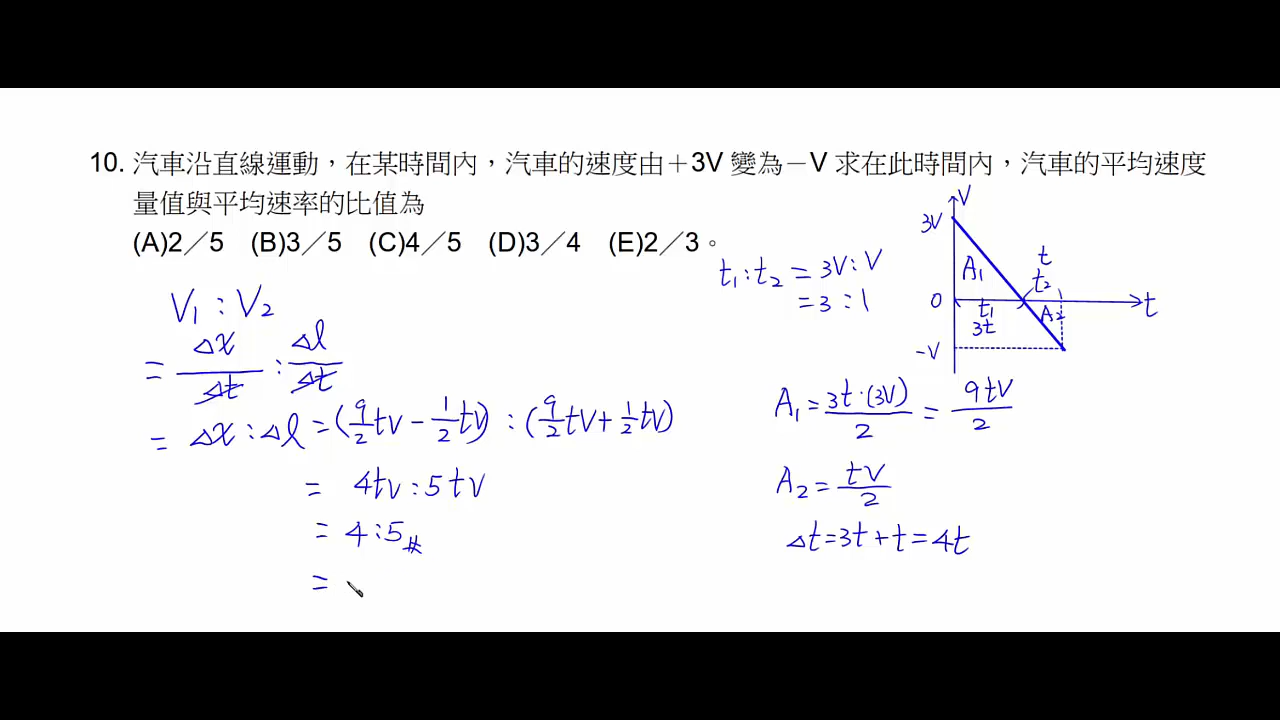 10. 汽車沿直線運動，在某時間內，汽車的速度由＋3V 變為－V 求在此時間內，汽車的平均速度
量值與平均速率的比值為
(A)2／5 (B)3／5 (C)4／5 (D)3／4 (E)2／3。
V₁ : V₂
= Δx/Δt : Δl/Δt
= Δx : Δl = (9/2 tV - 1/2 tV) : (9/2 tV + 1/2 tV)
= 4tV : 5tV
= 4 : 5 #
=
t₁ : t₂ = 3V : V
= 3 : 1
V
3V
A₁
t
t₂
0
t₁
3t
A₂
t
-V
A₁ = 3t·(3V)/2 = 9tV/2
A₂ = tV/2
Δt = 3t + t = 4t